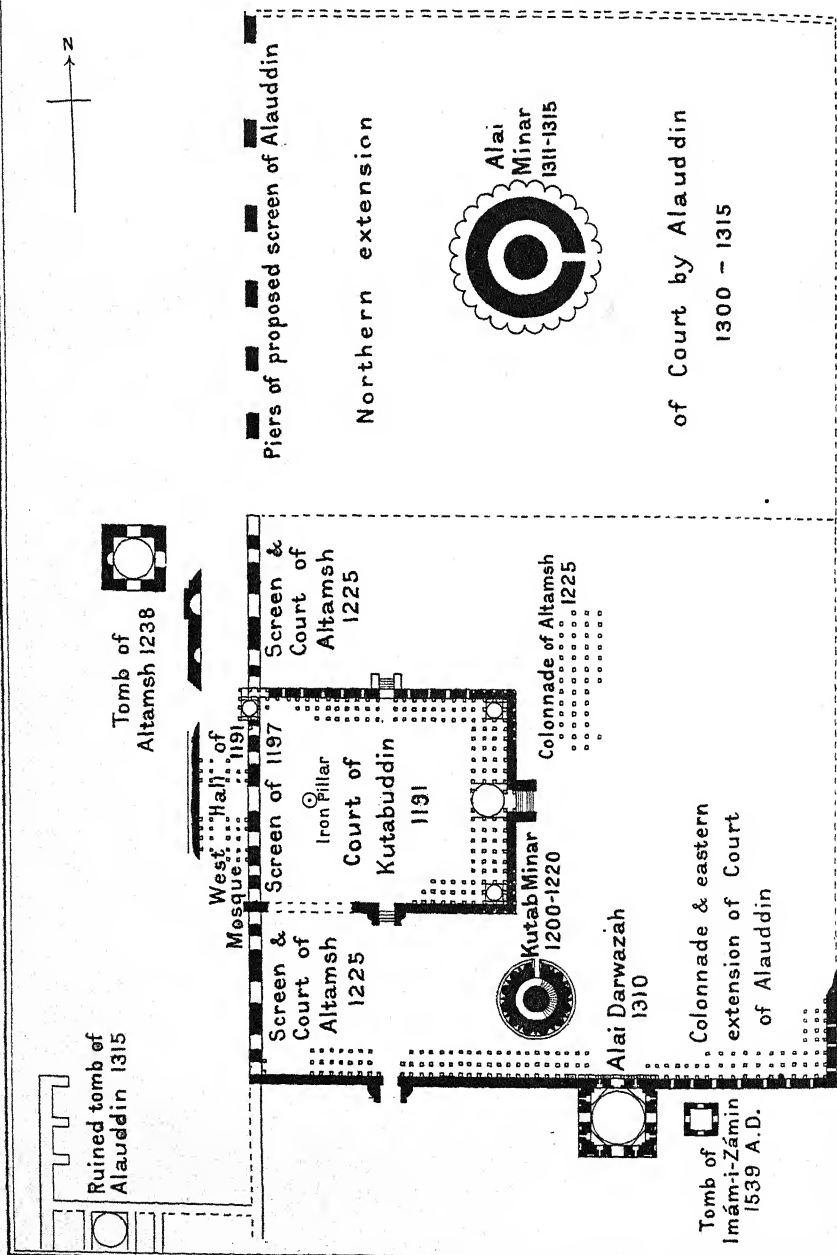 N
Ruined tomb of
Alauddin 1315
Tomb of
Altamsh 1238
West Hall of
Mosque 1191
Piers of proposed screen of Alauddin
Screen &
Court of
Altamsh
1225
Screen of 1197
Iron Pillar
Court of
Kutabuddin
1191
Screen &
Court of
Altamsh
1225
Northern extension
Alai
Minar
1311-1315
of Court by Alauddin
1300 – 1315
Kutab Minar
1200-1220
Colonnade of Altamsh
1225
Alai Darwazah
1310
Colonnade & eastern
extension of Court
of Alauddin
Tomb of
Imám-i-Zámin
1539 A.D.